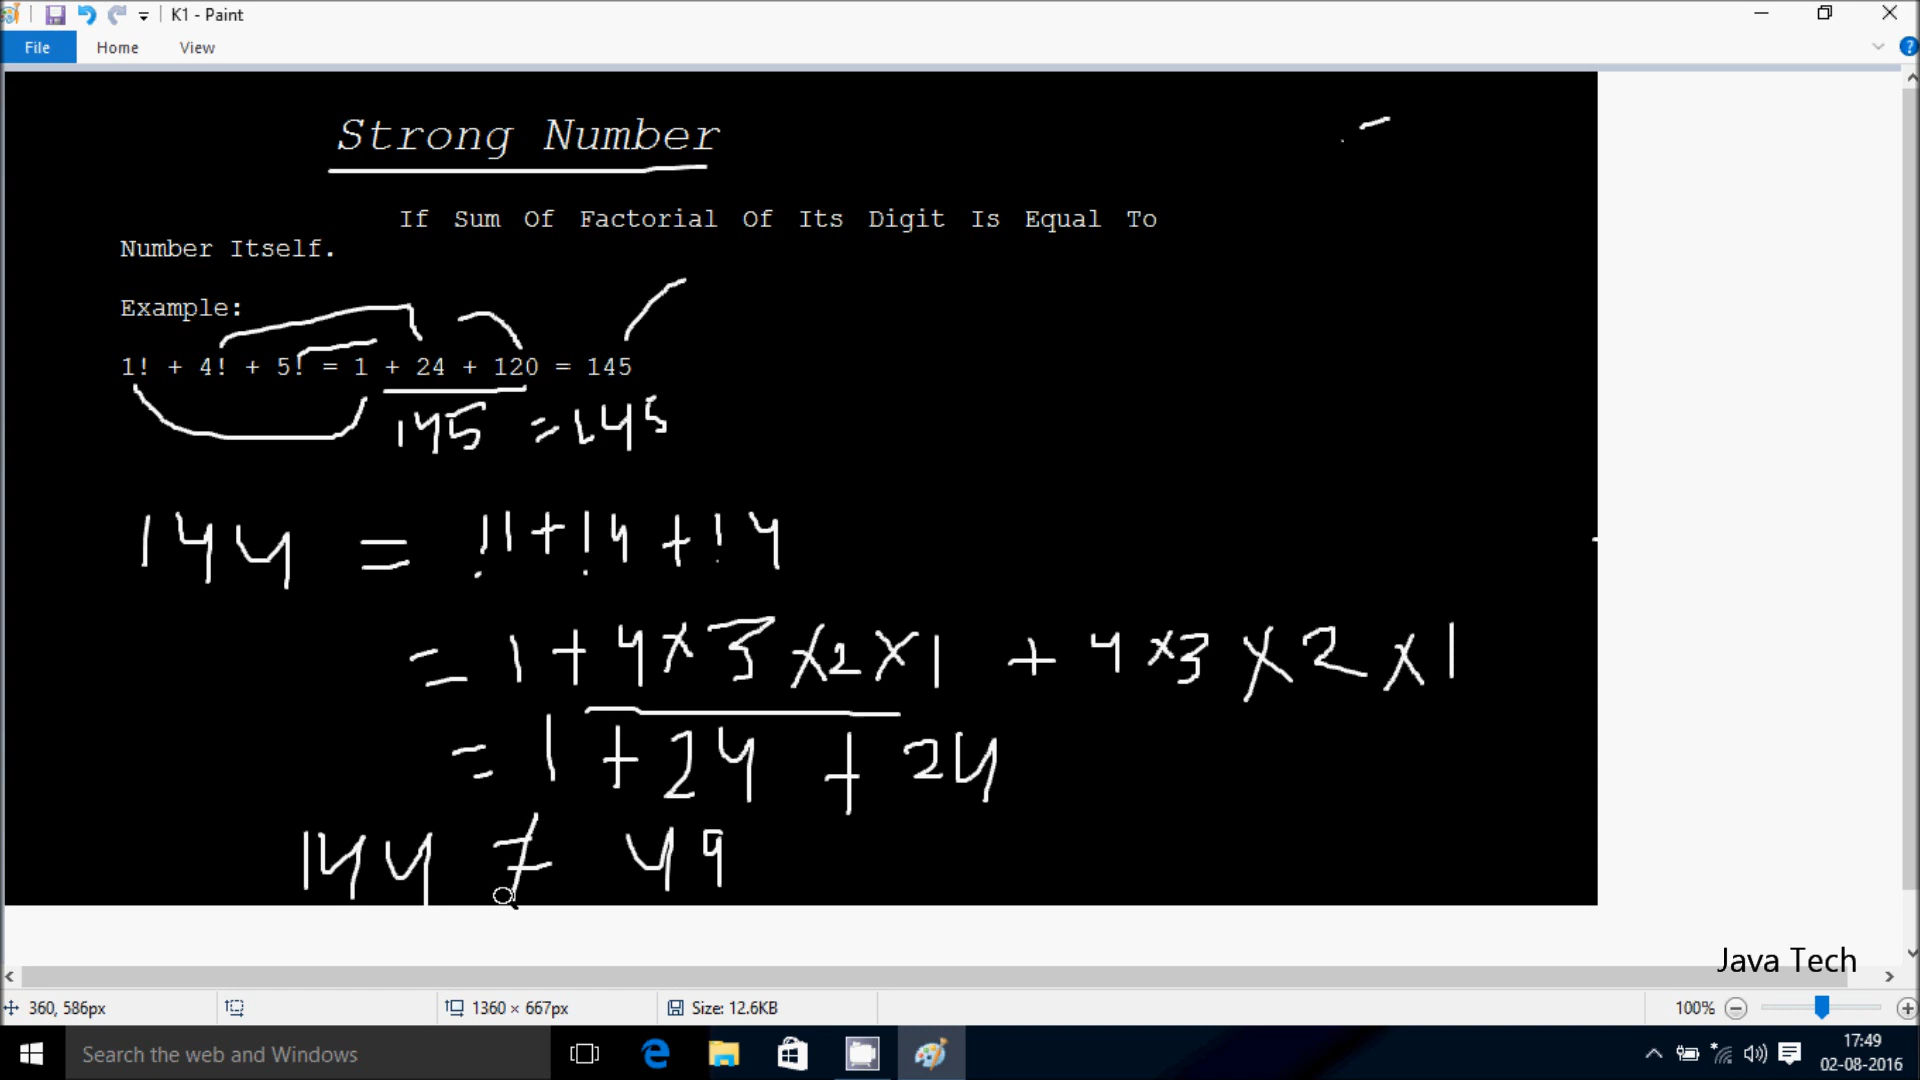 K1 - Paint
File Home View
Strong Number
If Sum Of Factorial Of Its Digit Is Equal To
Number Itself.
Example:
1! + 4! + 5! = 1 + 24 + 120 = 145
145 = 145
144 = !1 + !4 + !4
= 1 + 4 × 3 × 2 × 1 + 4 × 3 × 2 × 1
= 1 + 24 + 24
144 ≠ 49
Java Tech
360, 586px 1360 × 667px Size: 12.6KB 100%
Search the web and Windows
17:49
02-08-2016